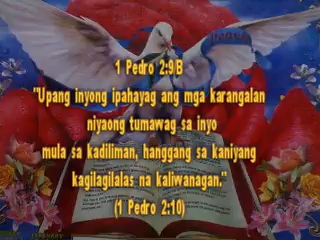 1 Pedro 2:9B
"Upang inyong ipahayag ang mga karangalan
niyaong tumawag sa inyo
mula sa kadiliman, hanggang sa kaniyang
kagilagilalas na kaliwanagan."
(1 Pedro 2:10)